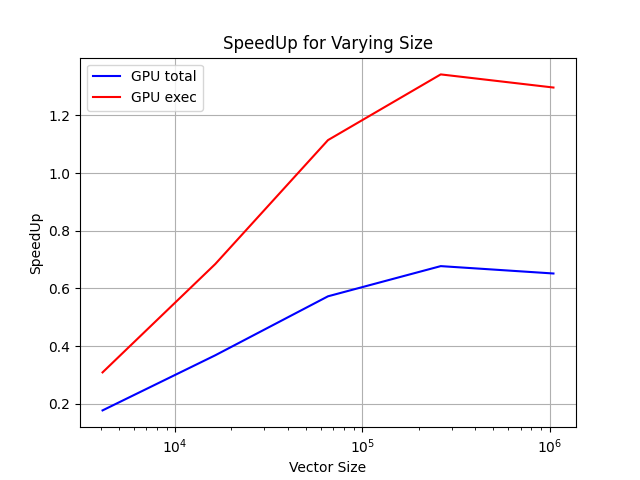 SpeedUp for Varying Size
GPU total
GPU exec
SpeedUp
1.2
1.0
0.8
0.6
0.4
0.2
10⁴
10⁵
10⁶
Vector Size